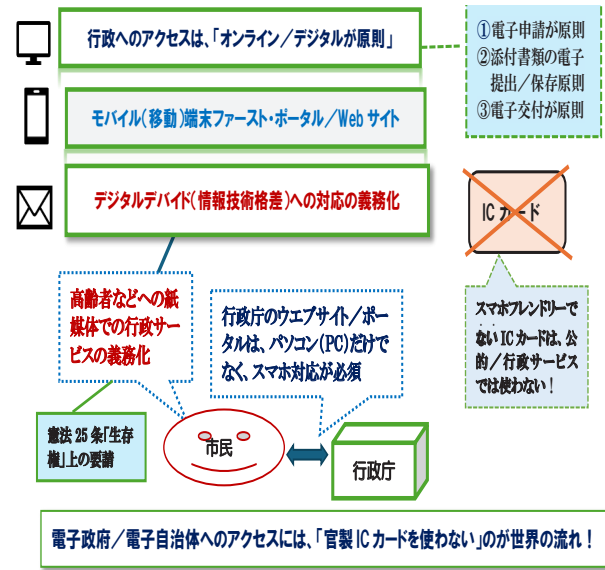 行政へのアクセスは、「オンライン／デジタルが原則」
①電子申請が原則
②添付書類の電子
提出／保存原則
③電子交付が原則
モバイル(移動)端末ファースト・ポータル／Webサイト
デジタルデバイド(情報技術格差)への対応の義務化
ICカード
高齢者などへの紙
媒体での行政サー
ビスの義務化
行政庁のウエブサイト／ポ
ータルは、パソコン(PC)だけで
なく、スマホ対応が必須
スマホフレンドリーで
ないICカードは、公
的／行政サービス
では使わない！
憲法25条「生存
権」上の要請
市民
行政庁
電子政府／電子自治体へのアクセスには、「官製ICカードを使わない」のが世界の流れ！